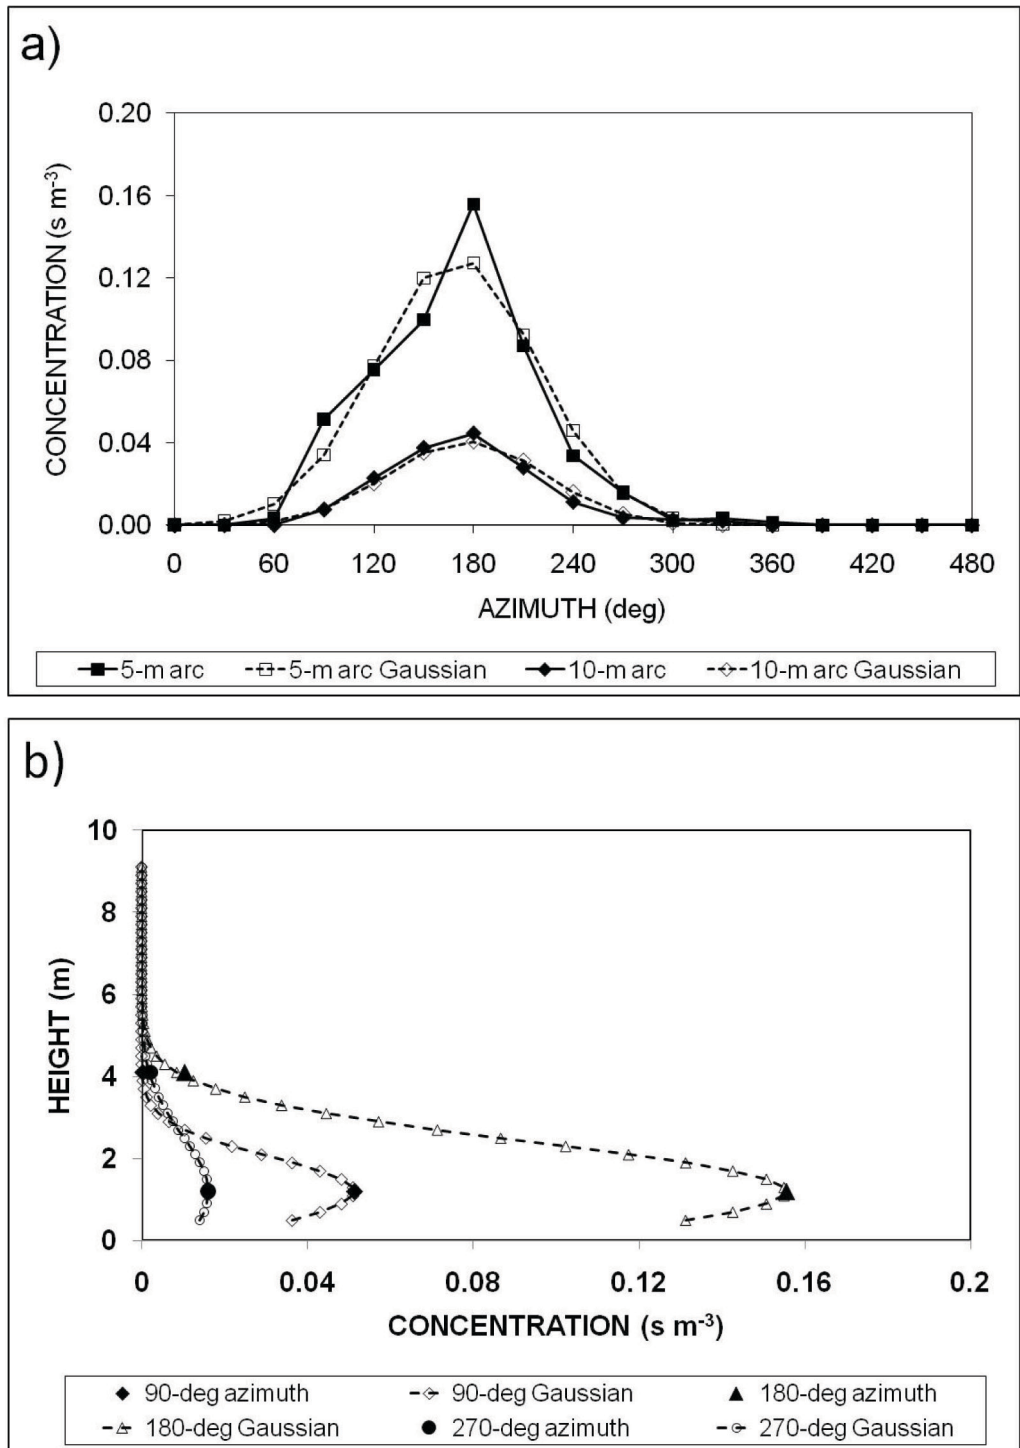 a)
0.20
0.16
0.12
0.08
0.04
0.00
CONCENTRATION (s m-3)
0 60 120 180 240 300 360 420 480
AZIMUTH (deg)
5-m arc 5-m arc Gaussian 10-m arc 10-m arc Gaussian
b)
10
8
6
4
2
0
HEIGHT (m)
0 0.04 0.08 0.12 0.16 0.2
CONCENTRATION (s m-3)
90-deg azimuth 90-deg Gaussian 180-deg azimuth
180-deg Gaussian 270-deg azimuth 270-deg Gaussian